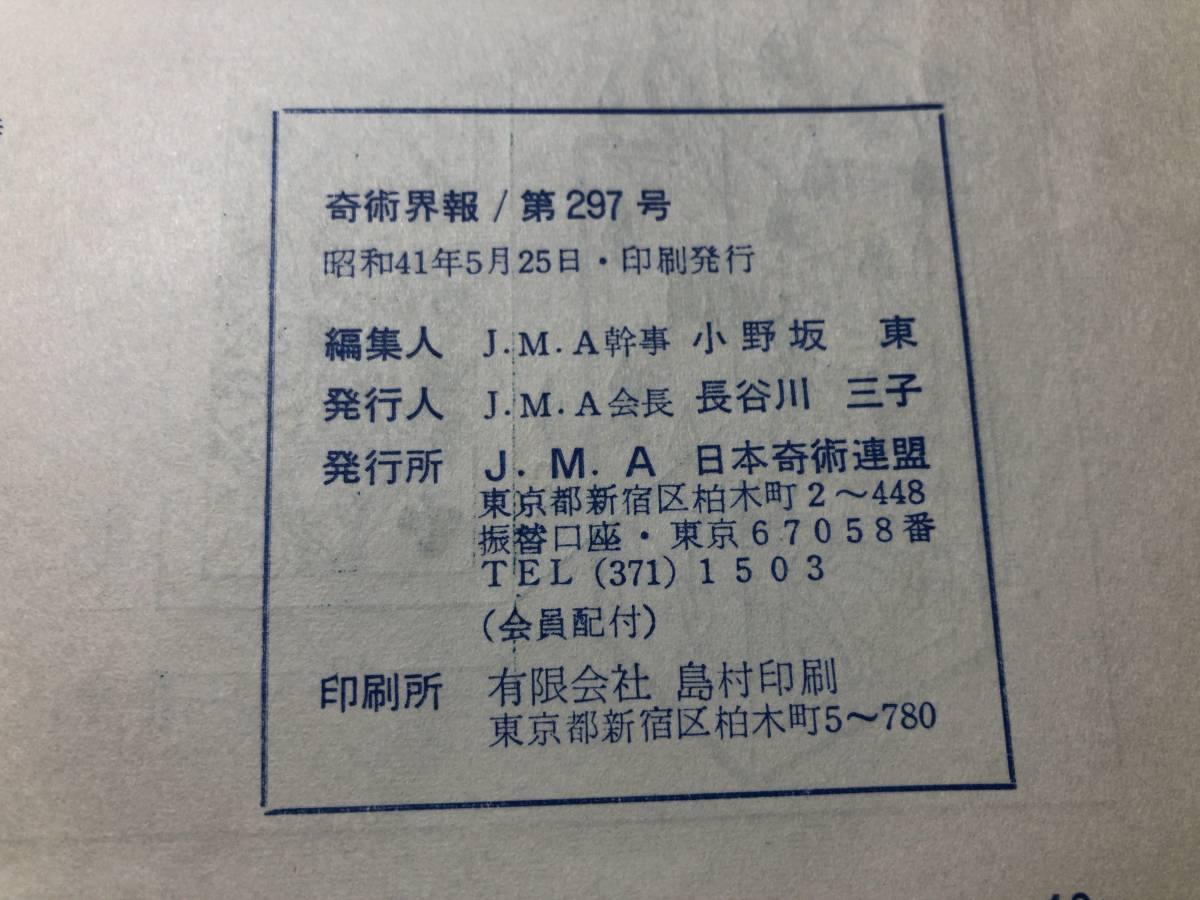 奇術界報/第297号
昭和41年5月25日・印刷発行
編集人 J.M.A幹事 小野坂 東
発行人 J.M.A会長 長谷川 三子
発行所 J.M.A 日本奇術連盟
東京都新宿区柏木町2〜448
振替口座・東京67058番
TEL (371) 1503
(会員配付)
印刷所 有限会社 島村印刷
東京都新宿区柏木町5〜780